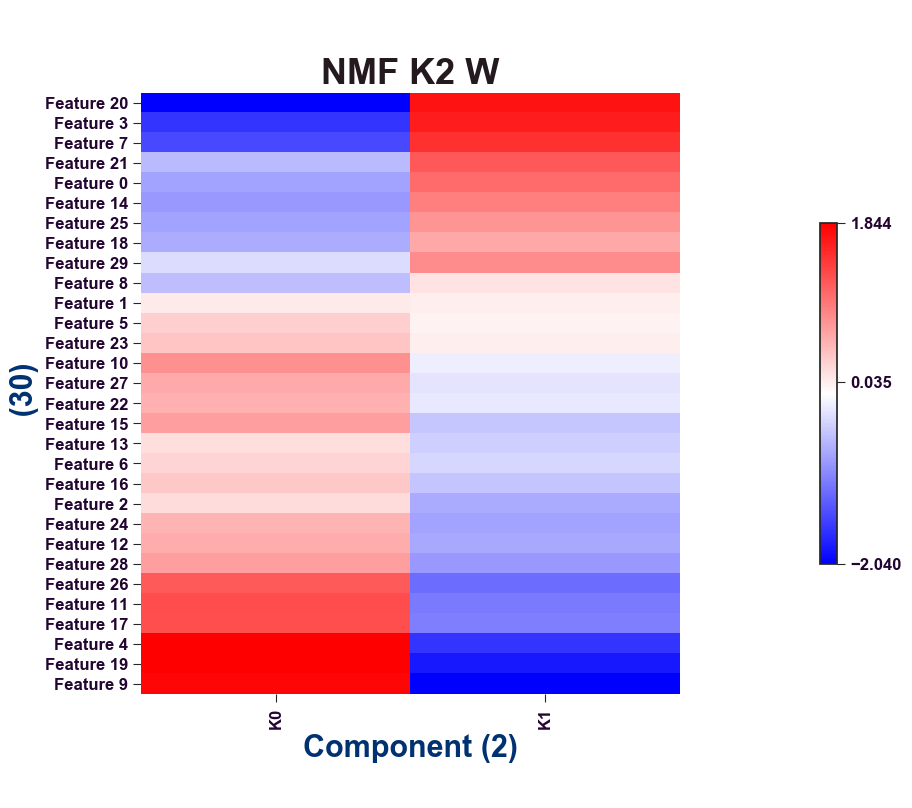 NMF K2 W
Feature 20
Feature 3
Feature 7
Feature 21
Feature 0
Feature 14
Feature 25
Feature 18
Feature 29
Feature 8
Feature 1
Feature 5
Feature 23
Feature 10
Feature 27
Feature 22
Feature 15
Feature 13
Feature 6
Feature 16
Feature 2
Feature 24
Feature 12
Feature 28
Feature 26
Feature 11
Feature 17
Feature 4
Feature 19
Feature 9
(30)
K0
K1
Component (2)
1.844
0.035
−2.040